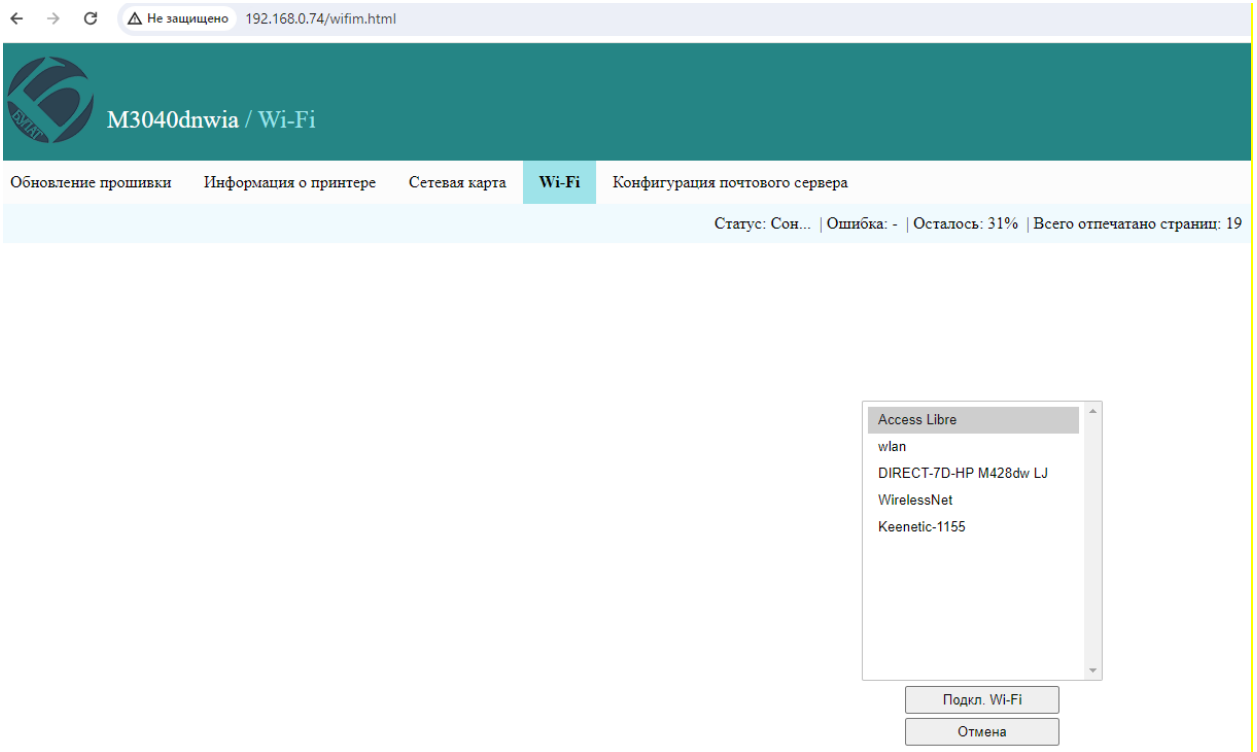 Не защищено 192.168.0.74/wifim.html
БУЛАТ
M3040dnwia / Wi-Fi
Обновление прошивки Информация о принтере Сетевая карта Wi-Fi Конфигурация почтового сервера
Статус: Сон... | Ошибка: - | Осталось: 31% | Всего отпечатано страниц: 19
Access Libre
wlan
DIRECT-7D-HP M428dw LJ
WirelessNet
Keenetic-1155
Подкл. Wi-Fi
Отмена